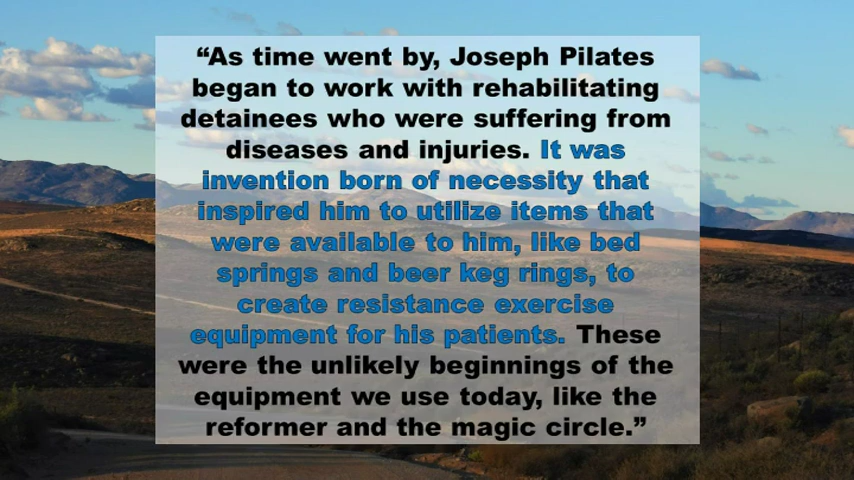 “As time went by, Joseph Pilates
began to work with rehabilitating
detainees who were suffering from
diseases and injuries. It was
invention born of necessity that
inspired him to utilize items that
were available to him, like bed
springs and beer keg rings, to
create resistance exercise
equipment for his patients. These
were the unlikely beginnings of the
equipment we use today, like the
reformer and the magic circle.”